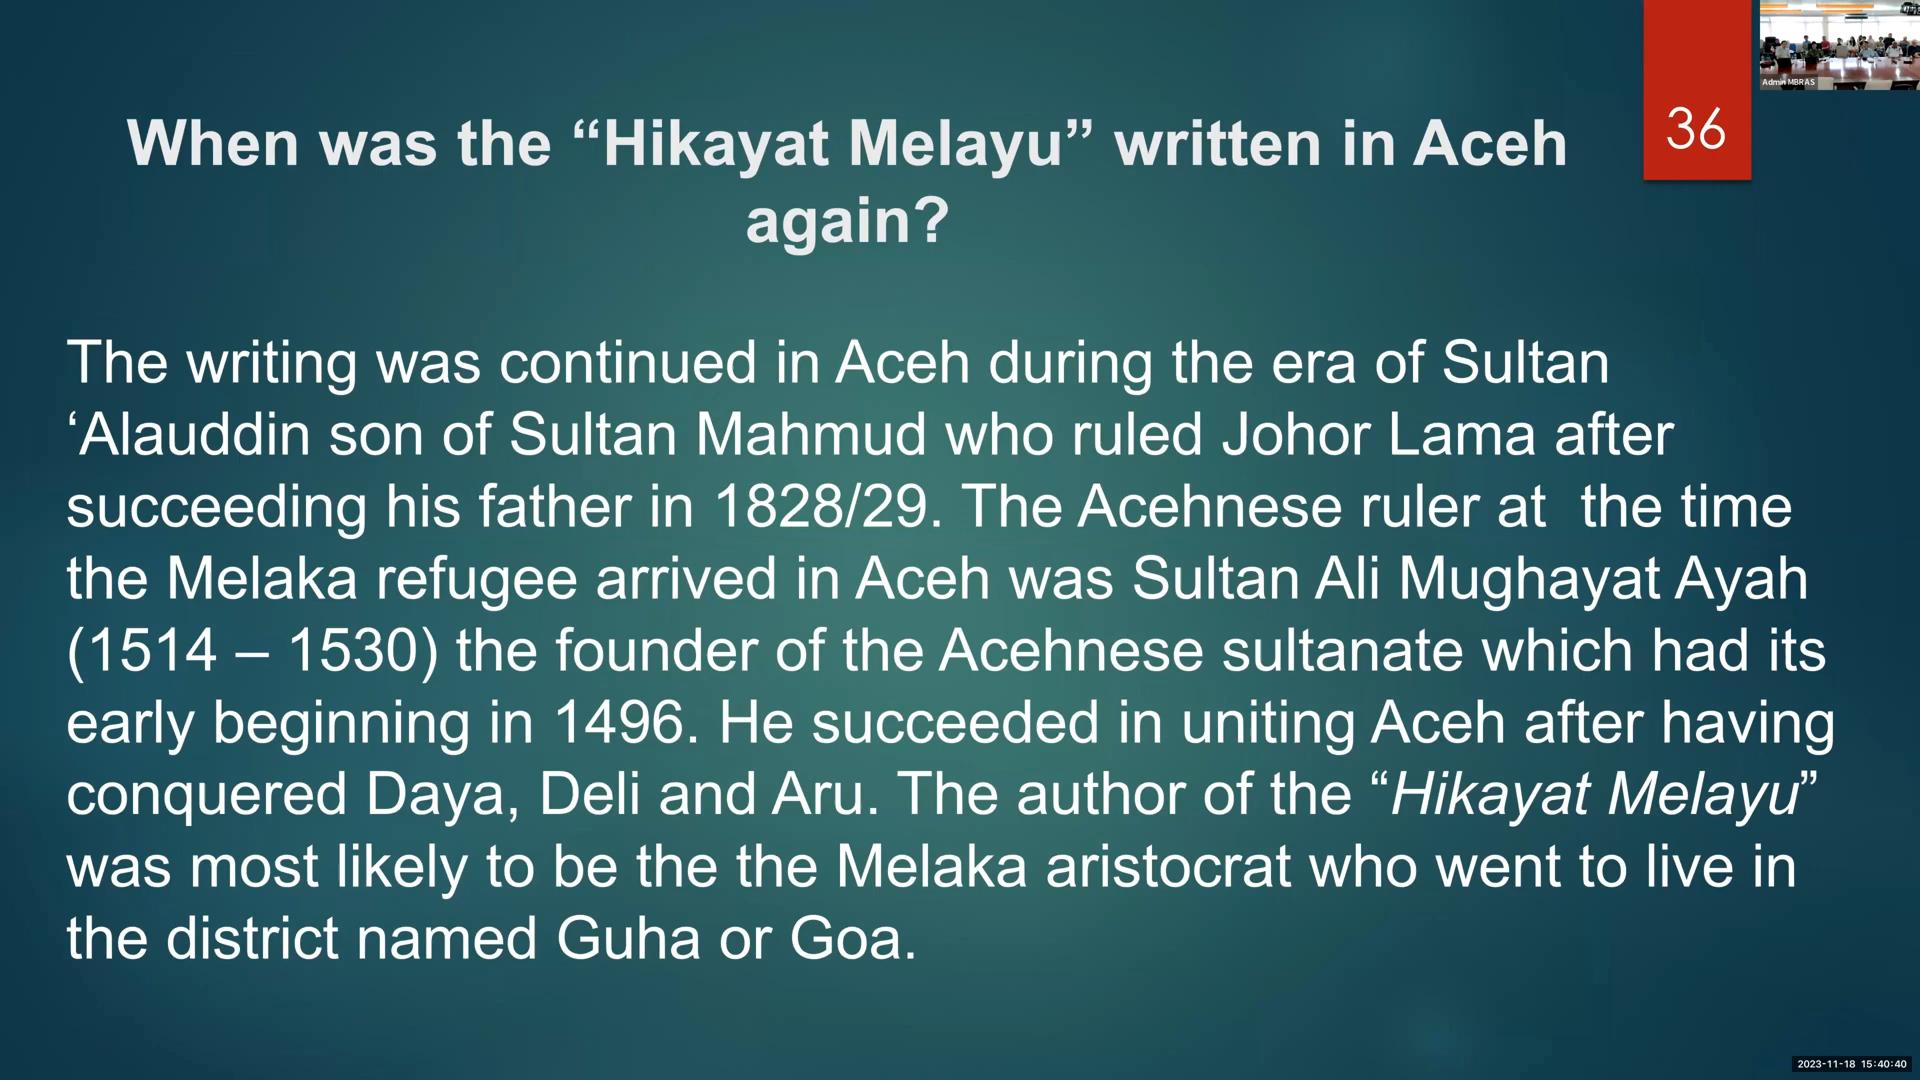 When was the “Hikayat Melayu” written in Aceh
again?
36
Admin MBRAS
The writing was continued in Aceh during the era of Sultan
‘Alauddin son of Sultan Mahmud who ruled Johor Lama after
succeeding his father in 1828/29. The Acehnese ruler at  the time
the Melaka refugee arrived in Aceh was Sultan Ali Mughayat Ayah
(1514 – 1530) the founder of the Acehnese sultanate which had its
early beginning in 1496. He succeeded in uniting Aceh after having
conquered Daya, Deli and Aru. The author of the “Hikayat Melayu”
was most likely to be the the Melaka aristocrat who went to live in
the district named Guha or Goa.
2023-11-18 15:40:40